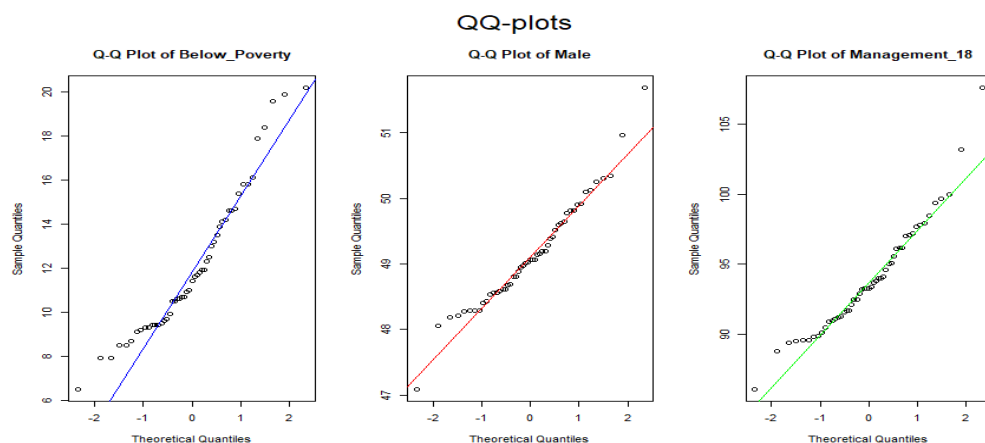 QQ-plots
Q-Q Plot of Below_Poverty
Sample Quantiles
20
18
16
14
12
10
8
6
-2 -1 0 1 2
Theoretical Quantiles
Q-Q Plot of Male
Sample Quantiles
51
50
49
48
47
-2 -1 0 1 2
Theoretical Quantiles
Q-Q Plot of Management_18
Sample Quantiles
105
100
95
90
-2 -1 0 1 2
Theoretical Quantiles